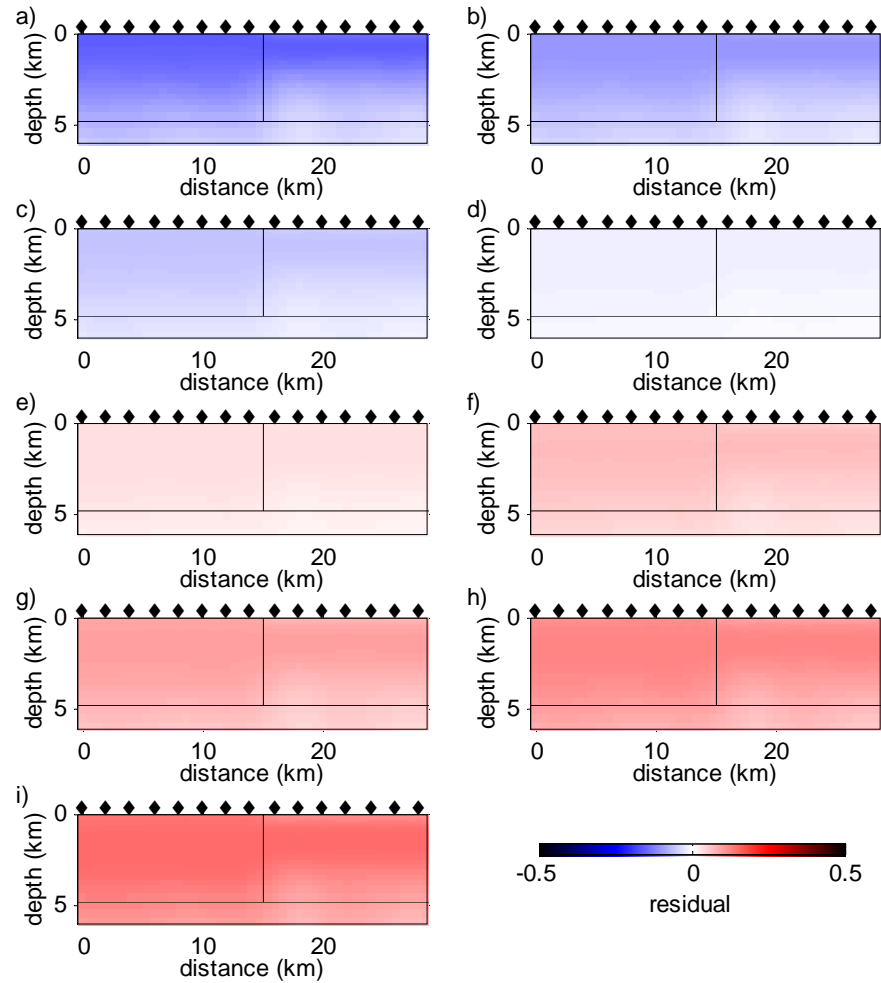 a)
0
depth (km)
5
0 10 20
distance (km)
b)
0
depth (km)
5
0 10 20
distance (km)
c)
0
depth (km)
5
0 10 20
distance (km)
d)
0
depth (km)
5
0 10 20
distance (km)
e)
0
depth (km)
5
0 10 20
distance (km)
f)
0
depth (km)
5
0 10 20
distance (km)
g)
0
depth (km)
5
0 10 20
distance (km)
h)
0
depth (km)
5
0 10 20
distance (km)
i)
0
depth (km)
5
0 10 20
distance (km)
-0.5 0 0.5
residual